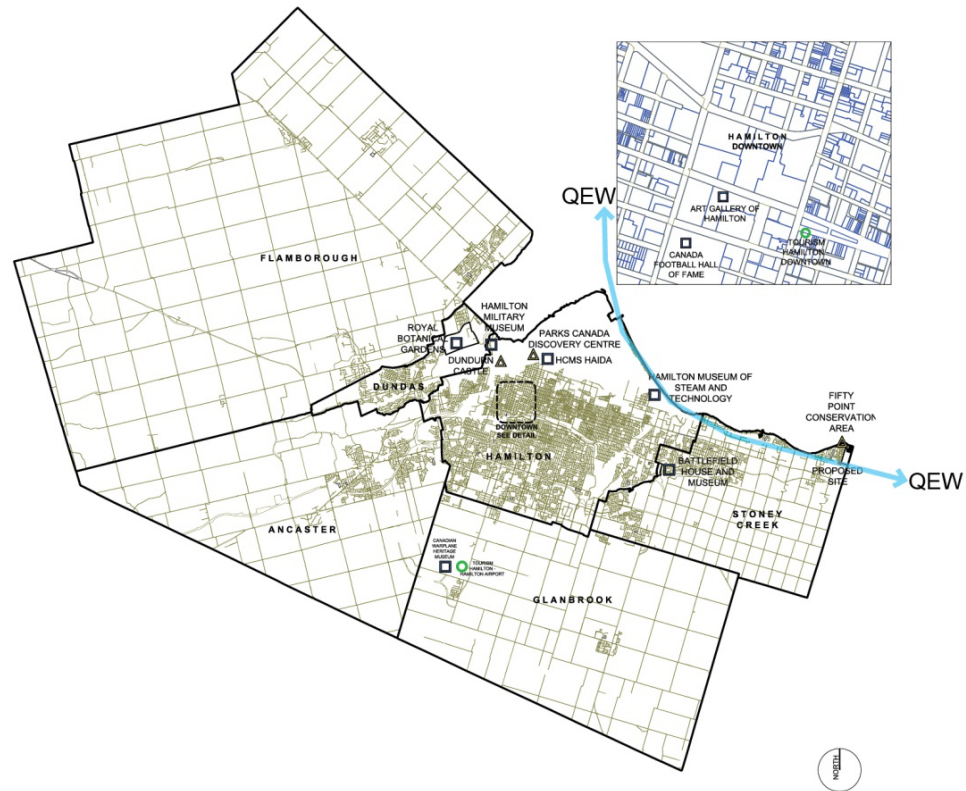 QEW
HAMILTON
DOWNTOWN
ART GALLERY OF
HAMILTON
TOURISM
HAMILTON-
DOWNTOWN
CANADA
FOOTBALL HALL
OF FAME
FLAMBOROUGH
HAMILTON
MILITARY
MUSEUM
ROYAL
BOTANICAL
GARDENS
PARKS CANADA
DISCOVERY CENTRE
DUNDURN
CASTLE
HCMS HAIDA
DUNDAS
HAMILTON MUSEUM OF
STEAM AND
TECHNOLOGY
FIFTY
POINT
CONSERVATION
AREA
DOWNTOWN
SEE DETAIL
HAMILTON
BATTLEFIELD
HOUSE AND
MUSEUM
PROPOSED
SITE
QEW
STONEY
CREEK
ANCASTER
CANADIAN
WARPLANE
HERITAGE
MUSEUM
TOURISM
HAMILTON -
HAMILTON AIRPORT
GLANBROOK
NORTH